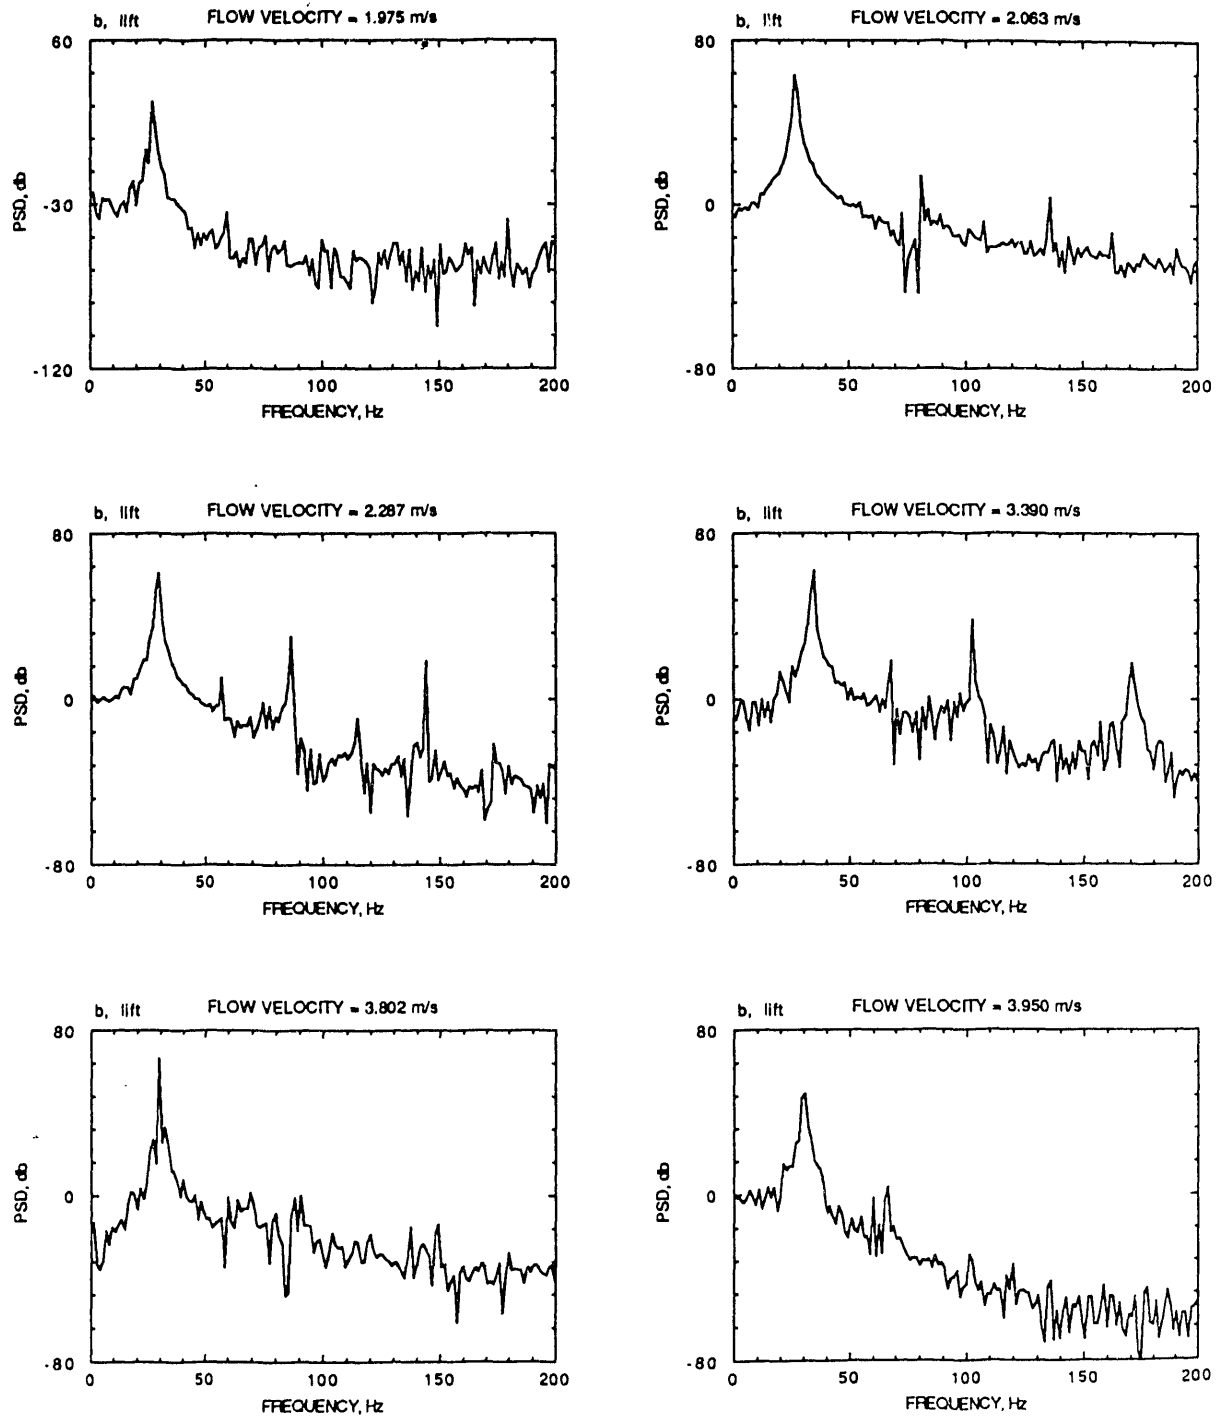 b, lift FLOW VELOCITY = 1.975 m/s
60
-30
-120
PSD, db
0 50 100 150 200
FREQUENCY, Hz
b, lift FLOW VELOCITY = 2.063 m/s
80
0
-80
PSD, db
0 50 100 150 200
FREQUENCY, Hz
b, lift FLOW VELOCITY = 2.287 m/s
80
0
-80
PSD, db
0 50 100 150 200
FREQUENCY, Hz
b, lift FLOW VELOCITY = 3.390 m/s
80
0
-80
PSD, db
0 50 100 150 200
FREQUENCY, Hz
b, lift FLOW VELOCITY = 3.802 m/s
80
0
-80
PSD, db
0 50 100 150 200
FREQUENCY, Hz
b, lift FLOW VELOCITY = 3.950 m/s
80
0
-80
PSD, db
0 50 100 150 200
FREQUENCY, Hz